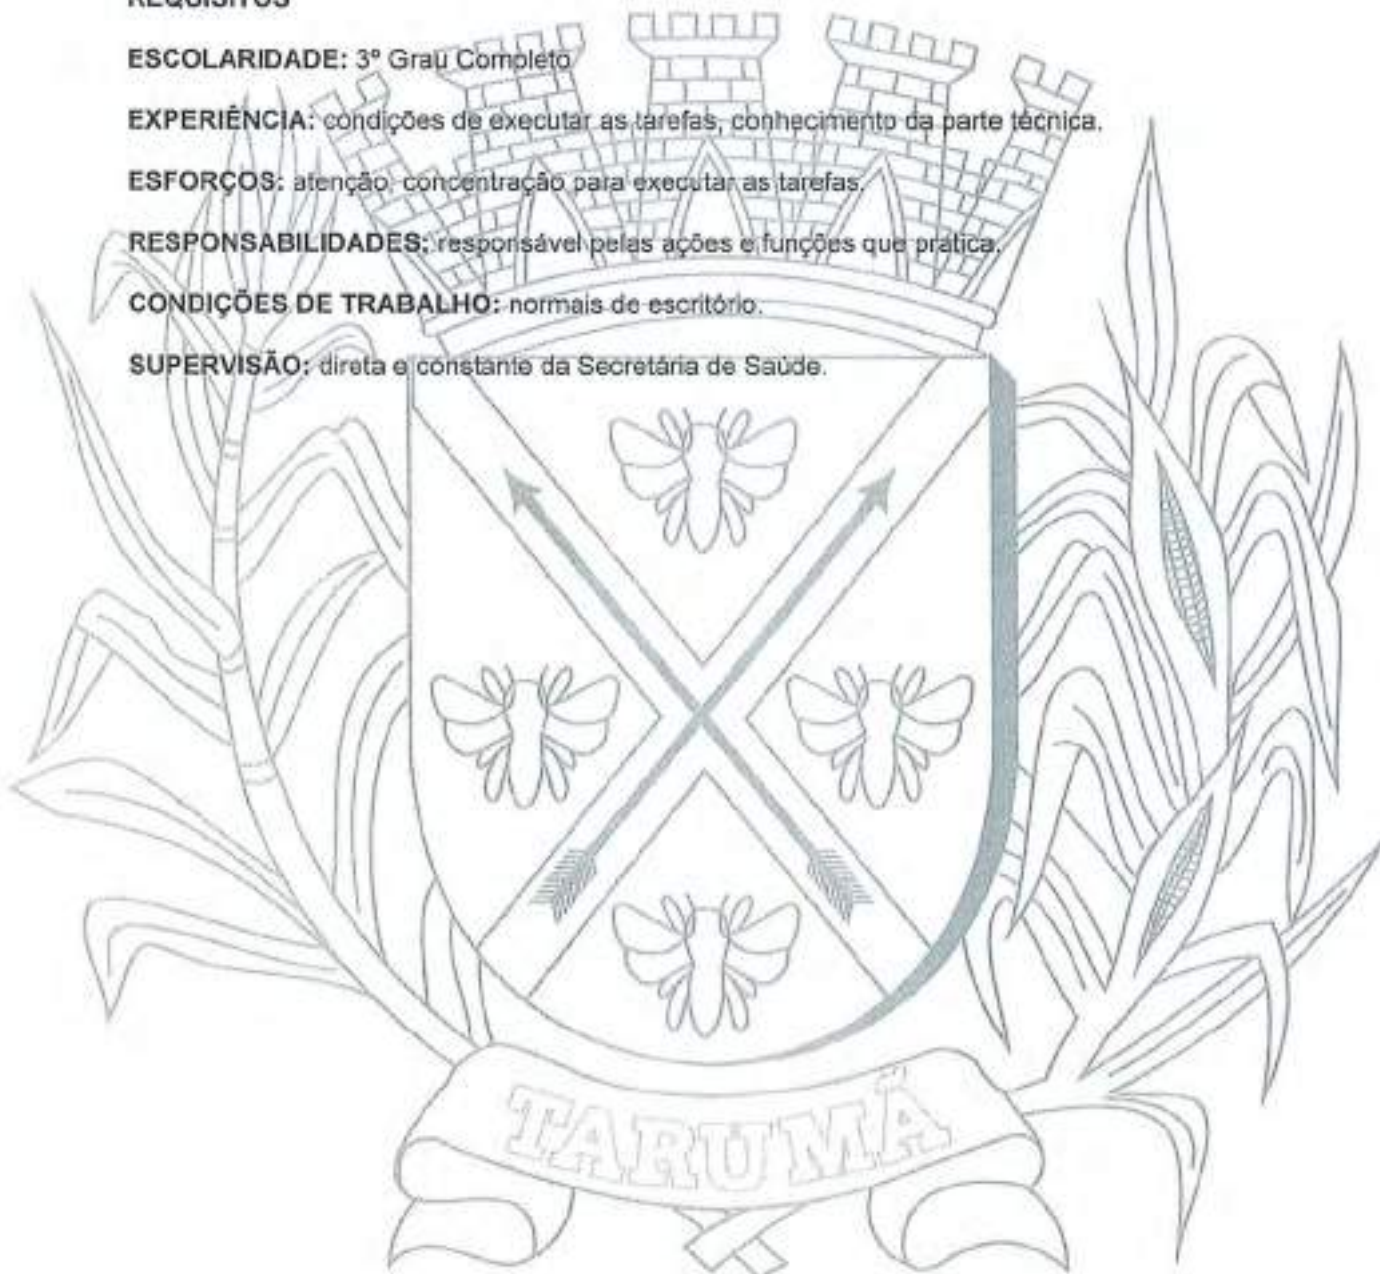 REQUISITOS
ESCOLARIDADE: 3º Grau Completo
EXPERIÊNCIA: condições de executar as tarefas, conhecimento da parte técnica.
ESFORÇOS: atenção, concentração para executar as tarefas.
RESPONSABILIDADES: responsável pelas ações e funções que pratica.
CONDIÇÕES DE TRABALHO: normais de escritório.
SUPERVISÃO: direta e constante da Secretária de Saúde.
TARUMÃ